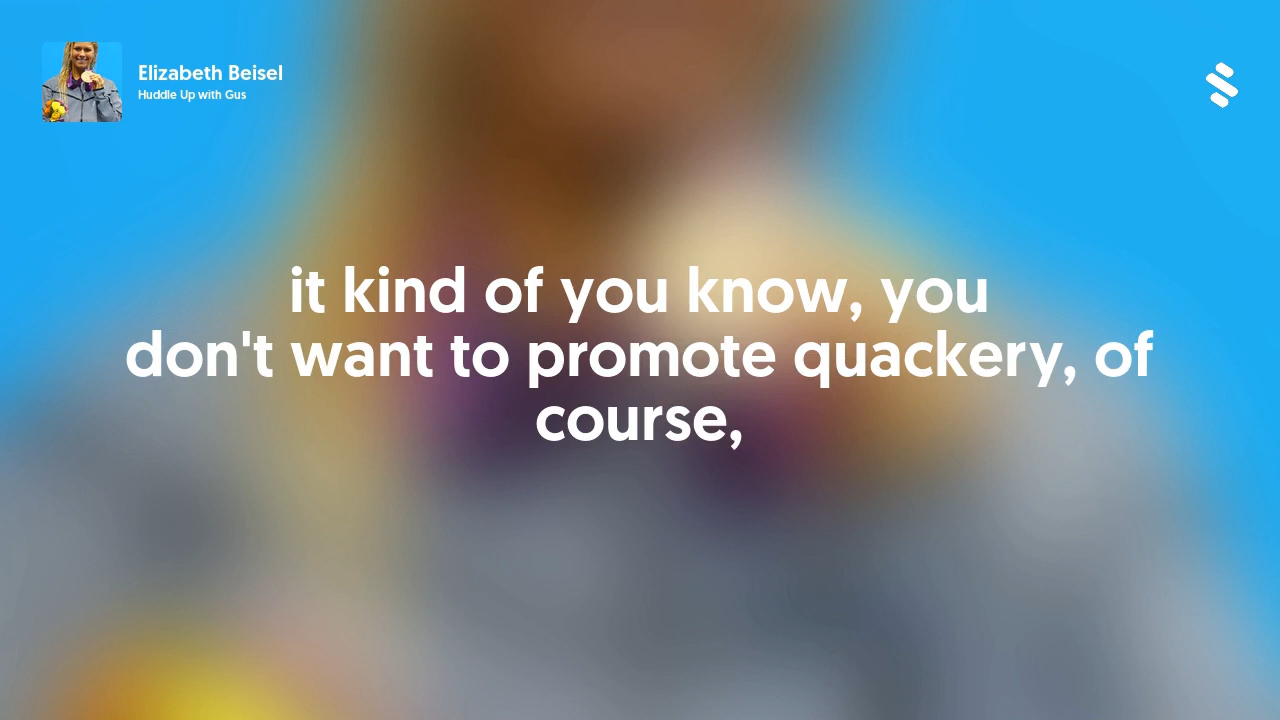 Elizabeth Beisel
Huddle Up with Gus
it kind of you know, you
don't want to promote quackery, of
course,